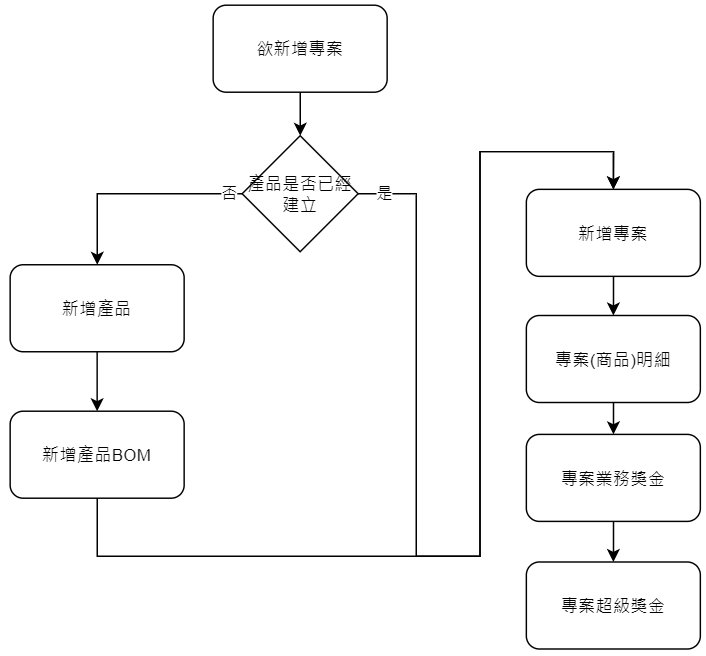 欲新增專案
產品是否已經
建立
否
是
新增產品
新增產品BOM
新增專案
專案(商品)明細
專案業務獎金
專案超級獎金